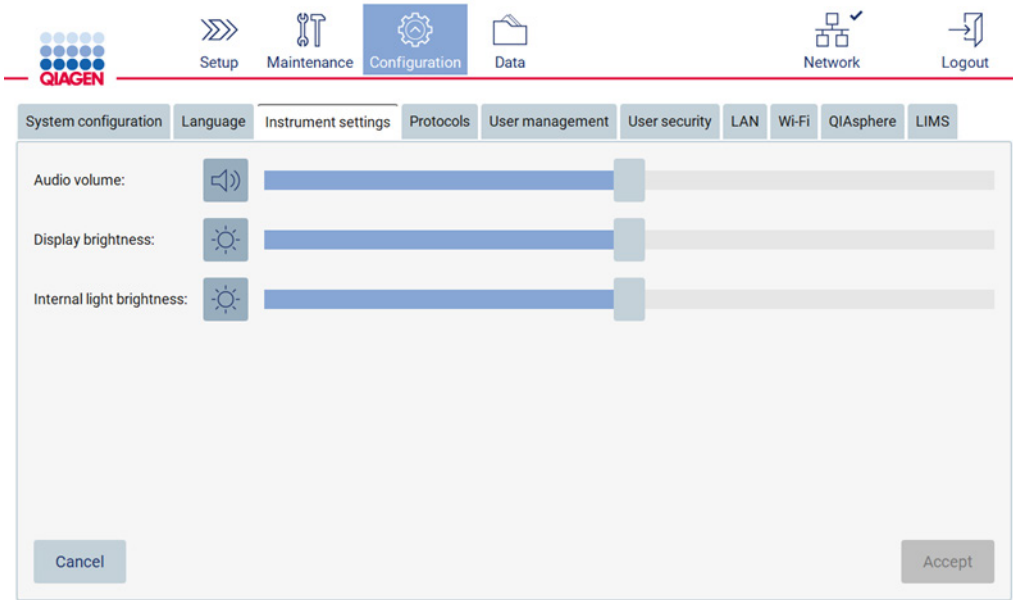 QIAGEN
Setup
Maintenance
Configuration
Data
Network
Logout
System configuration
Language
Instrument settings
Protocols
User management
User security
LAN
Wi-Fi
QIAsphere
LIMS
Audio volume:
Display brightness:
Internal light brightness:
Cancel
Accept